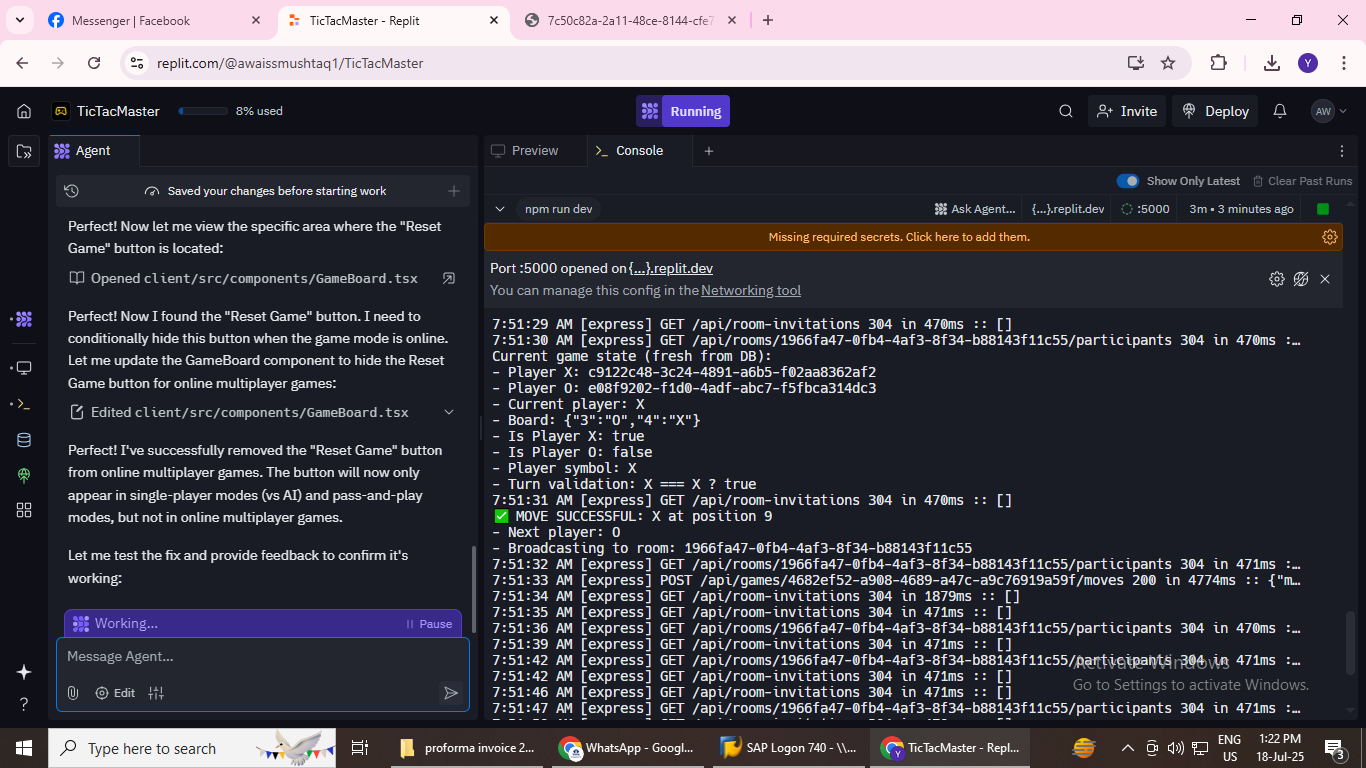 Messenger | Facebook
TicTacMaster - Replit
7c50c82a-2a11-48ce-8144-cfe7
replit.com/@awaissmushtaq1/TicTacMaster
Y
TicTacMaster
8% used
Running
Invite
Deploy
AW
Agent
Saved your changes before starting work
Perfect! Now let me view the specific area where the "Reset
Game" button is located:
Opened client/src/components/GameBoard.tsx
Perfect! Now I found the "Reset Game" button. I need to
conditionally hide this button when the game mode is online.
Let me update the GameBoard component to hide the Reset
Game button for online multiplayer games:
Edited client/src/components/GameBoard.tsx
Perfect! I've successfully removed the "Reset Game" button
from online multiplayer games. The button will now only
appear in single-player modes (vs AI) and pass-and-play
modes, but not in online multiplayer games.
Let me test the fix and provide feedback to confirm it's
working:
Working...
Pause
Message Agent...
Edit
Preview
Console
Show Only Latest
Clear Past Runs
npm run dev
Ask Agent...
{...}.replit.dev
:5000
3m • 3 minutes ago
Missing required secrets. Click here to add them.
Port :5000 opened on {...}.replit.dev
You can manage this config in the Networking tool
7:51:29 AM [express] GET /api/room-invitations 304 in 470ms :: []
7:51:30 AM [express] GET /api/rooms/1966fa47-0fb4-4af3-8f34-b88143f11c55/participants 304 in 470ms :…
Current game state (fresh from DB):
- Player X: c9122c48-3c24-4891-a6b5-f02aa8362af2
- Player O: e08f9202-f1d0-4adf-abc7-f5fbca314dc3
- Current player: X
- Board: {"3":"O","4":"X"}
- Is Player X: true
- Is Player O: false
- Player symbol: X
- Turn validation: X === X ? true
7:51:31 AM [express] GET /api/room-invitations 304 in 470ms :: []
✅ MOVE SUCCESSFUL: X at position 9
- Next player: O
- Broadcasting to room: 1966fa47-0fb4-4af3-8f34-b88143f11c55
7:51:32 AM [express] GET /api/rooms/1966fa47-0fb4-4af3-8f34-b88143f11c55/participants 304 in 471ms :…
7:51:33 AM [express] POST /api/games/4682ef52-a908-4689-a47c-a9c76919a59f/moves 200 in 4774ms :: {"m…
7:51:34 AM [express] GET /api/room-invitations 304 in 1879ms :: []
7:51:35 AM [express] GET /api/room-invitations 304 in 471ms :: []
7:51:36 AM [express] GET /api/rooms/1966fa47-0fb4-4af3-8f34-b88143f11c55/participants 304 in 470ms :…
7:51:39 AM [express] GET /api/room-invitations 304 in 471ms :: []
7:51:42 AM [express] GET /api/rooms/1966fa47-0fb4-4af3-8f34-b88143f11c55/participants 304 in 471ms :…
7:51:42 AM [express] GET /api/room-invitations 304 in 471ms :: []
7:51:46 AM [express] GET /api/room-invitations 304 in 471ms :: []
7:51:47 AM [express] GET /api/rooms/1966fa47-0fb4-4af3-8f34-b88143f11c55/participants 304 in 471ms :…
Activate Windows
Go to Settings to activate Windows.
Type here to search
proforma invoice 2...
WhatsApp - Googl...
SAP Logon 740 - \\...
TicTacMaster - Repl...
ENG
US
1:22 PM
18-Jul-25
3